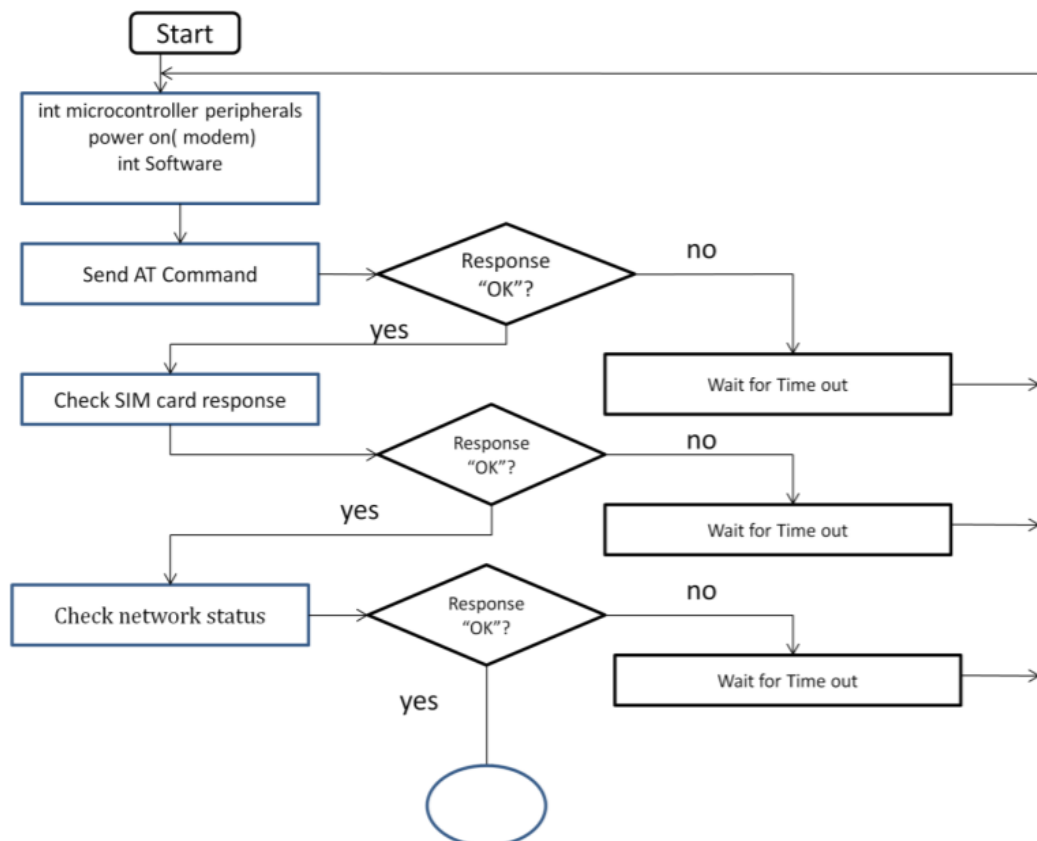 Start
int microcontroller peripherals
power on( modem)
int Software
Send AT Command
Response
“OK”?
no
yes
Wait for Time out
Check SIM card response
Response
“OK”?
no
yes
Wait for Time out
Check network status
Response
“OK”?
no
yes
Wait for Time out